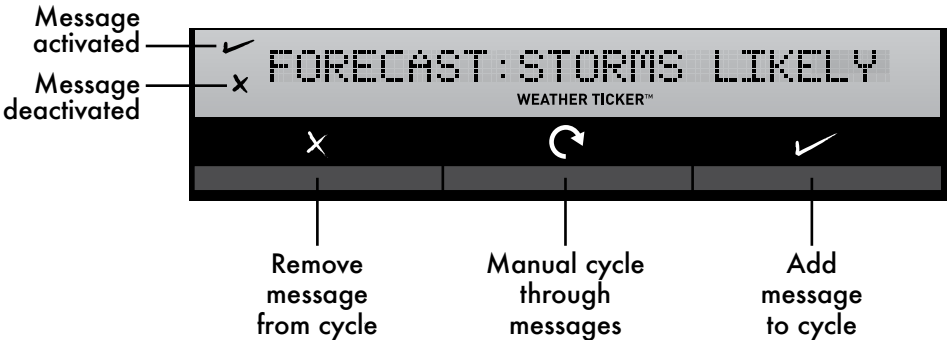 Message
activated
Message
deactivated
FORECAST:STORMS LIKELY
WEATHER TICKER™
Remove
message
from cycle
Manual cycle
through
messages
Add
message
to cycle